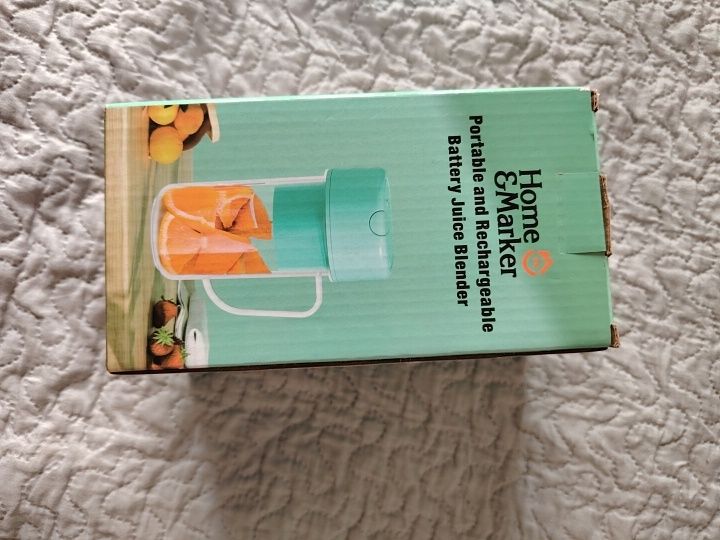 Home
&Marker
Portable and Rechargeable
Battery Juice Blender